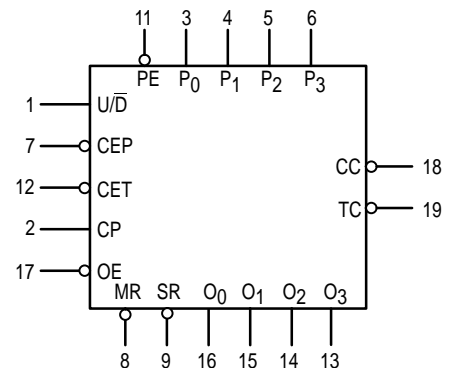 11 3 4 5 6
PE P0 P1 P2 P3
1 U/D̅
7 CEP
CC 18
12 CET
TC 19
2 CP
17 OE
MR SR O0 O1 O2 O3
8 9 16 15 14 13